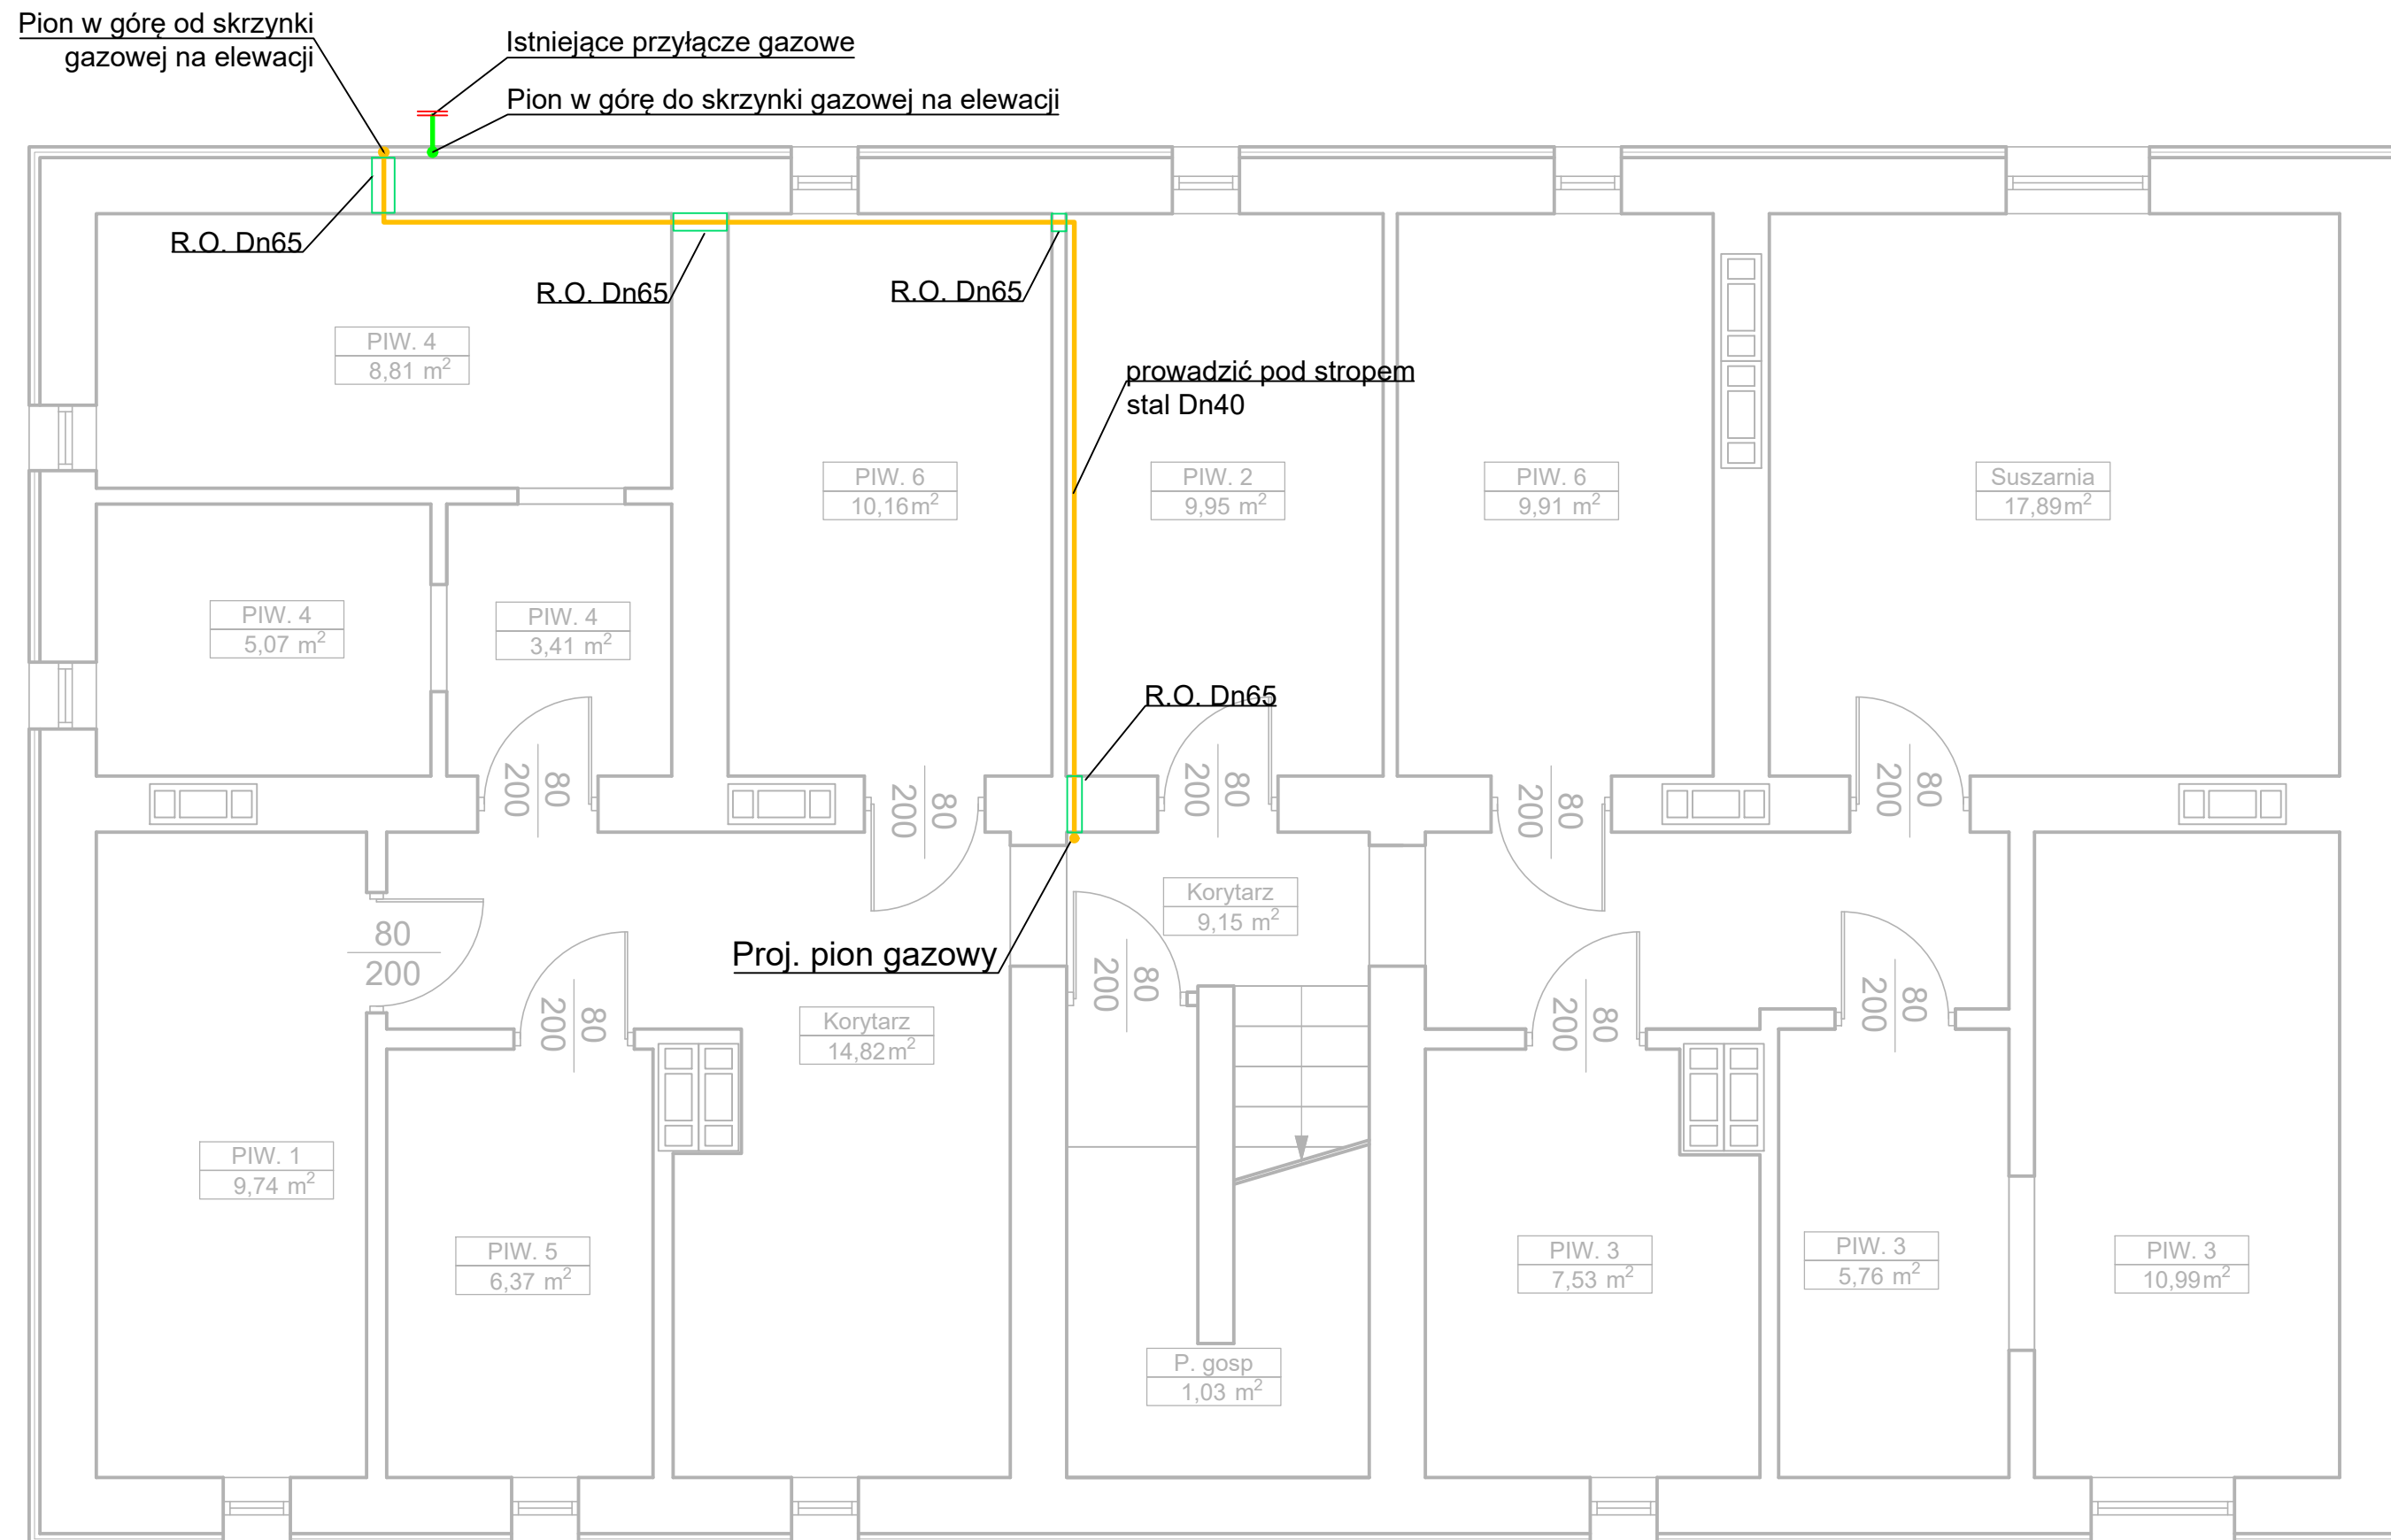 Pion w górę od skrzynki
gazowej na elewacji
Istniejące przyłącze gazowe
Pion w górę do skrzynki gazowej na elewacji
R.O. Dn65
R.O. Dn65
R.O. Dn65
PIW. 4
8,81 m²
prowadzić pod stropem
stal Dn40
PIW. 6
10,16m²
PIW. 2
9,95 m²
PIW. 6
9,91 m²
Suszarnia
17,89m²
PIW. 4
5,07 m²
PIW. 4
3,41 m²
R.O. Dn65
80
200
80
200
80
200
80
200
80
200
Korytarz
9,15 m²
80
200
Proj. pion gazowy
80
200
80
200
80
200
80
200
Korytarz
14,82m²
PIW. 1
9,74 m²
PIW. 5
6,37 m²
PIW. 3
7,53 m²
PIW. 3
5,76 m²
PIW. 3
10,99m²
P. gosp
1,03 m²